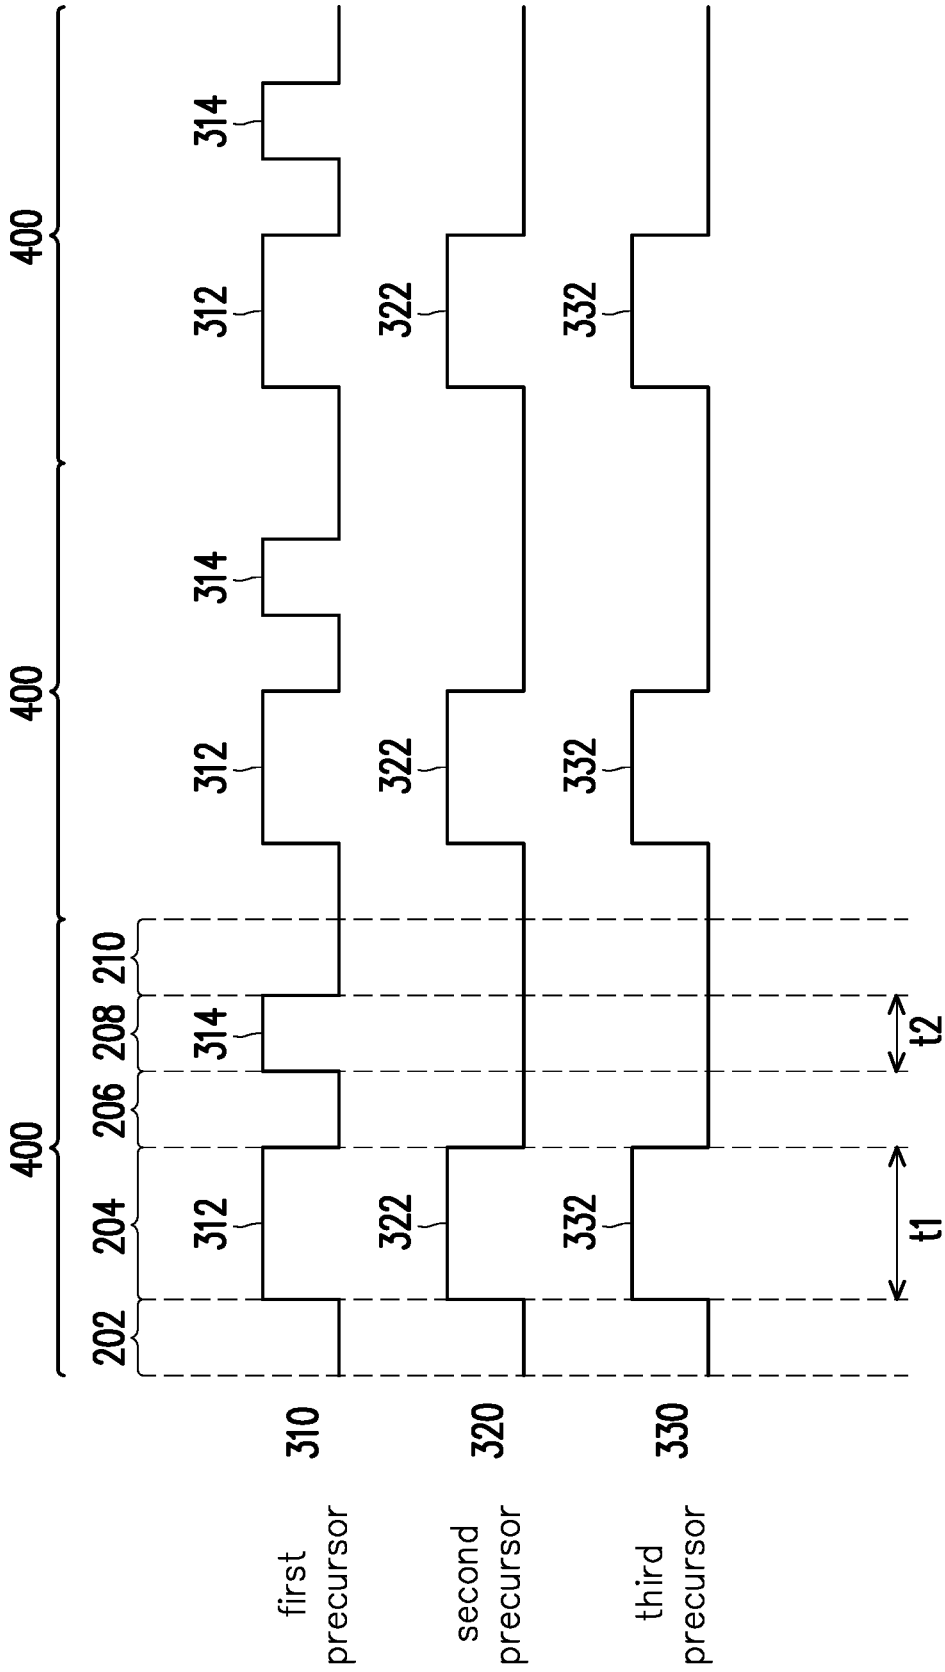 400 400 400
202 204 206 208 210
first precursor 310 312 314 312 314 312 314
second precursor 320 322 322 322
third precursor 330 332 332 332
t1 t2